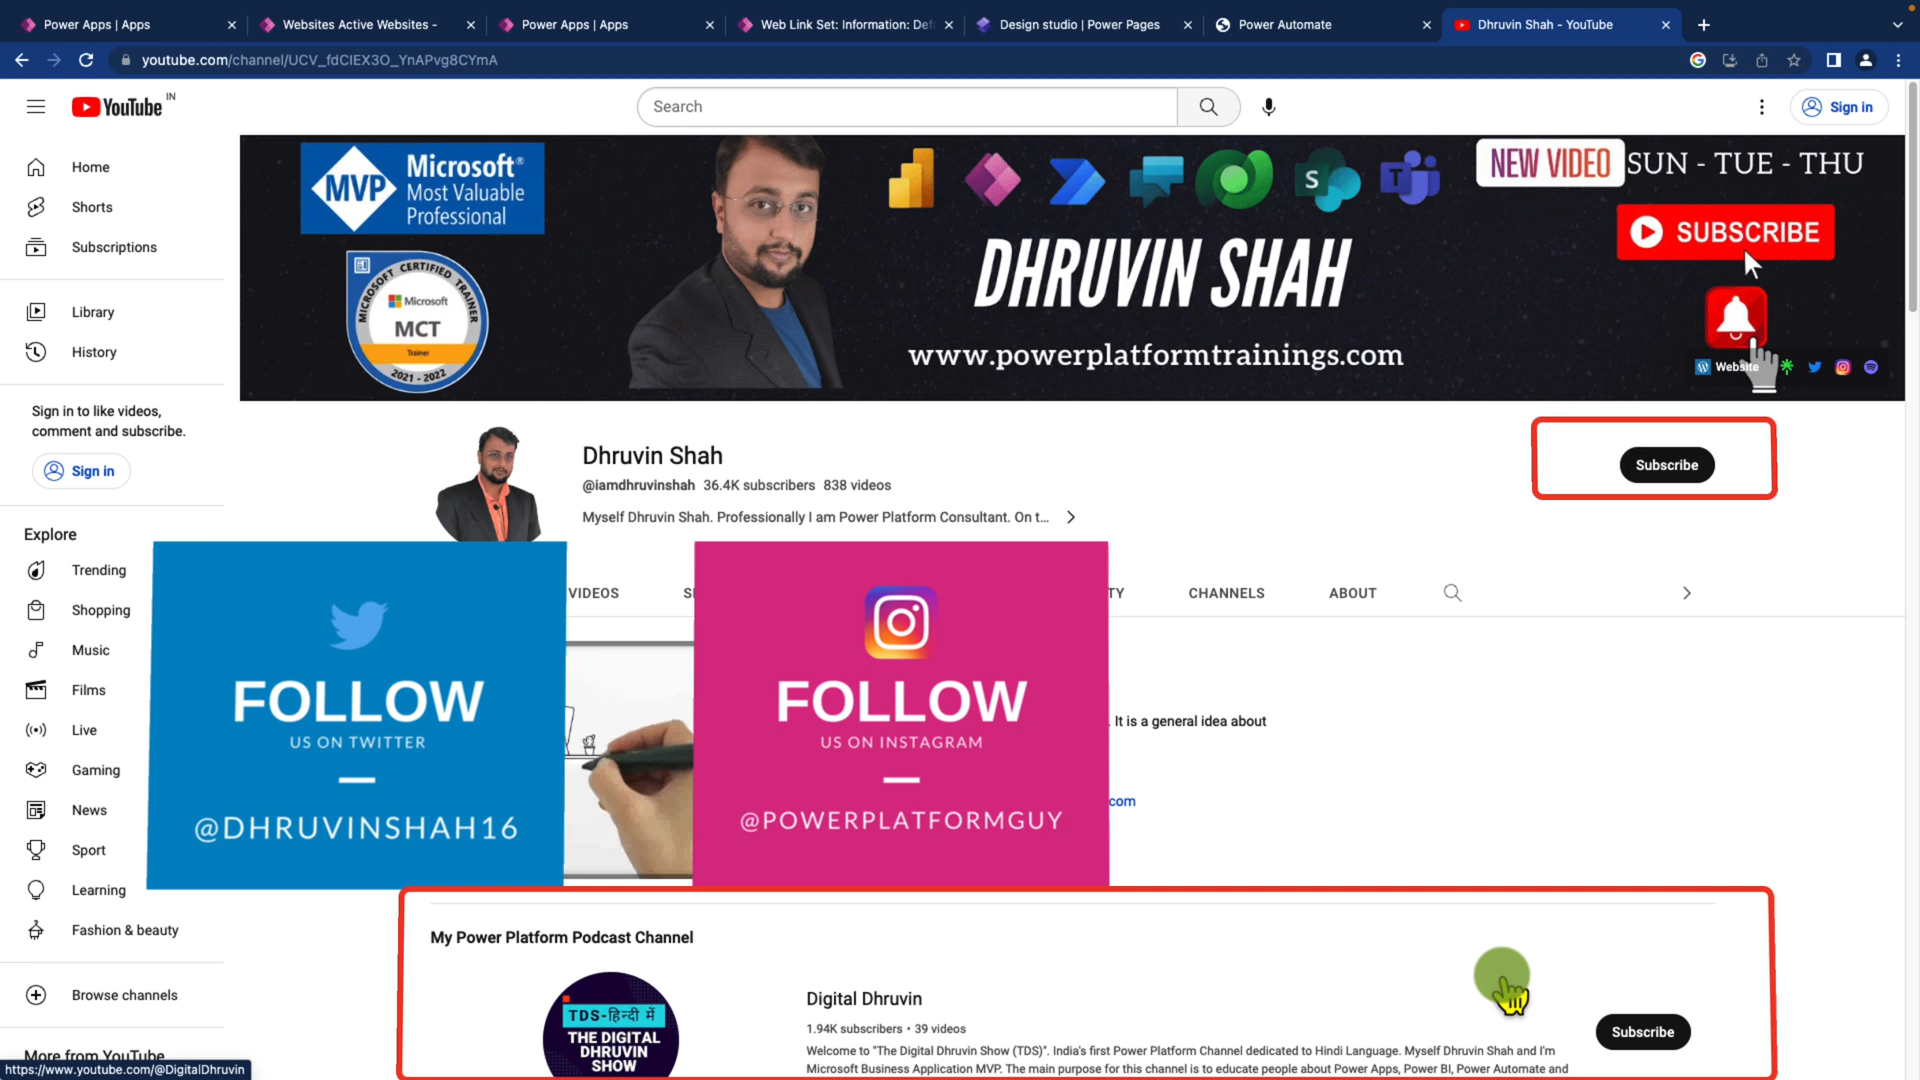 Power Apps | Apps
Websites Active Websites -
Power Apps | Apps
Web Link Set: Information: Def
Design studio | Power Pages
Power Automate
Dhruvin Shah - YouTube
youtube.com/channel/UCV_fdCIEX3O_YnAPvg8CYmA
YouTube IN
Search
Sign in
Home
Shorts
Subscriptions
Library
History
Sign in to like videos,
comment and subscribe.
Sign in
Explore
Trending
Shopping
Music
Films
Live
Gaming
News
Sport
Learning
Fashion & beauty
Browse channels
More from YouTube
https://www.youtube.com/@DigitalDhruvin
MVP
Microsoft®
Most Valuable
Professional
MICROSOFT CERTIFIED TRAINER
Microsoft
MCT
Trainer
2021 - 2022
NEW VIDEO SUN - TUE - THU
SUBSCRIBE
DHRUVIN SHAH
www.powerplatformtrainings.com
Website
Dhruvin Shah
@iamdhruvinshah 36.4K subscribers 838 videos
Myself Dhruvin Shah. Professionally I am Power Platform Consultant. On t...
Subscribe
VIDEOS
TY
CHANNELS
ABOUT
FOLLOW
US ON TWITTER
@DHRUVINSHAH16
FOLLOW
US ON INSTAGRAM
@POWERPLATFORMGUY
. It is a general idea about
com
My Power Platform Podcast Channel
TDS-हिन्दी में
THE DIGITAL
DHRUVIN
SHOW
Digital Dhruvin
1.94K subscribers • 39 videos
Welcome to "The Digital Dhruvin Show (TDS)". India's first Power Platform Channel dedicated to Hindi Language. Myself Dhruvin Shah and I'm
Microsoft Business Application MVP. The main purpose for this channel is to educate people about Power Apps, Power BI, Power Automate and
Subscribe